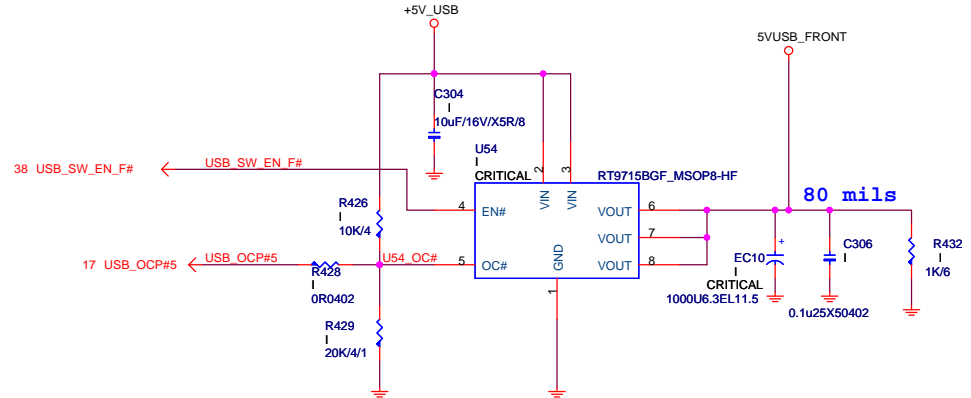 +5V_USB
5VUSB_FRONT
C304
I
10uF/16V/X5R/8
U54
I
CRITICAL
2
3
RT9715BGF_MSOP8-HF
38 USB_SW_EN_F#
USB_SW_EN_F#
VIN
VIN
80 mils
R426
I
10K/4
4
EN#
VOUT
6
VOUT
7
17 USB_OCP#5
USB_OCP#5
U54_OC#
5
OC#
GND
VOUT
8
R428
I
0R0402
1
EC10
+
I
CRITICAL
1000U6.3EL11.5
C306
I
0.1u25X50402
R432
I
1K/6
R429
I
20K/4/1